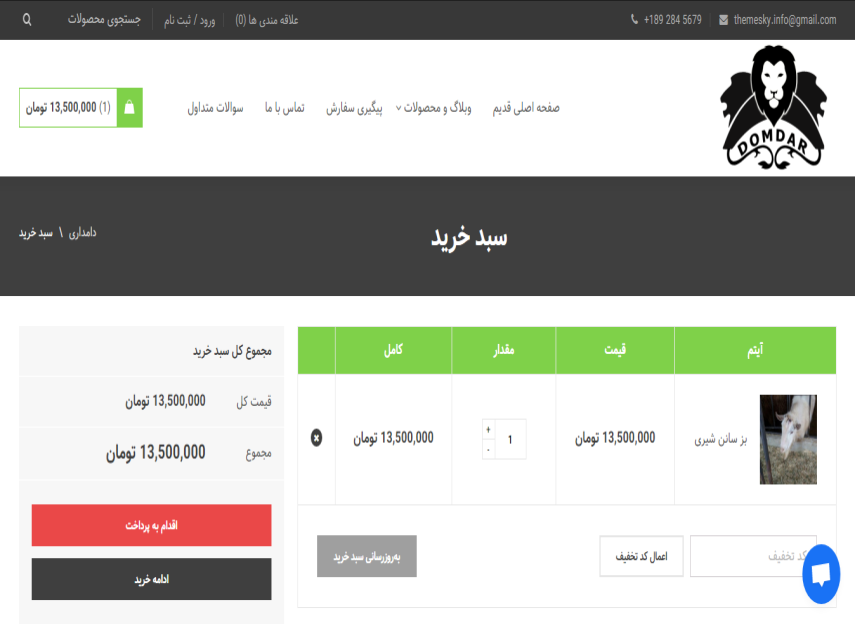 themesky.info@gmail.com
+189 284 5679
علاقه مندی ها (0)
ورود / ثبت نام
جستجوی محصولات
DOMDAR
صفحه اصلی قدیم
وبلاگ و محصولات
پیگیری سفارش
تماس با ما
سوالات متداول
(1) 13,500,000 تومان
سبد خرید
دامداری \ سبد خرید
آیتم
قیمت
مقدار
کامل
بز سانن شیری
13,500,000 تومان
+
1
-
13,500,000 تومان
کد تخفیف
اعمال کد تخفیف
به‌روزرسانی سبد خرید
مجموع کل سبد خرید
قیمت کل 13,500,000 تومان
مجموع 13,500,000 تومان
اقدام به پرداخت
ادامه خرید